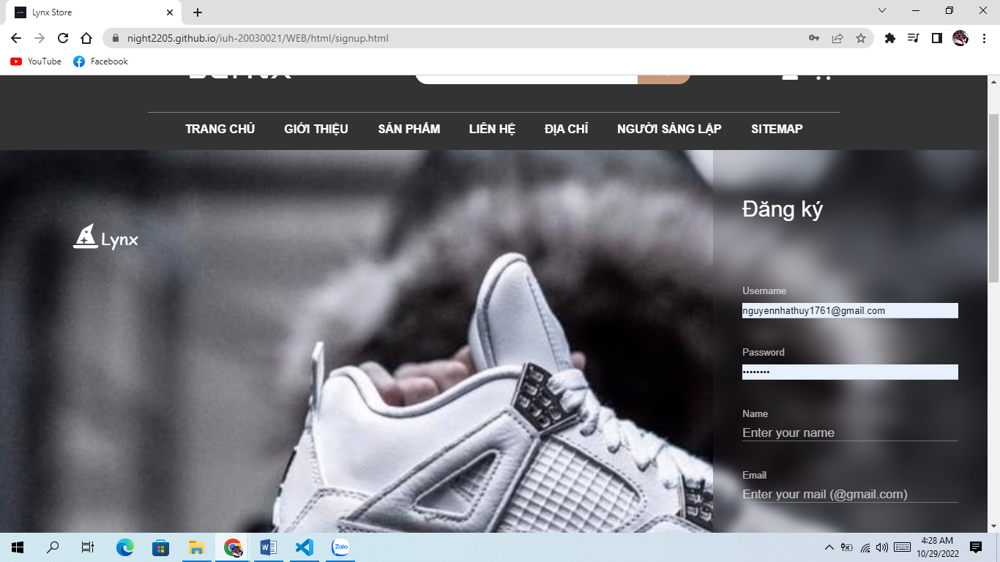 Lynx Store
night2205.github.io/iuh-20030021/WEB/html/signup.html
YouTube Facebook
TRANG CHỦ GIỚI THIỆU SẢN PHẨM LIÊN HỆ ĐỊA CHỈ NGƯỜI SÁNG LẬP SITEMAP
Lynx
Đăng ký
Username
nguyennhathuy1761@gmail.com
Password
••••••••
Name
Enter your name
Email
Enter your mail (@gmail.com)
Zalo
4:28 AM
10/29/2022